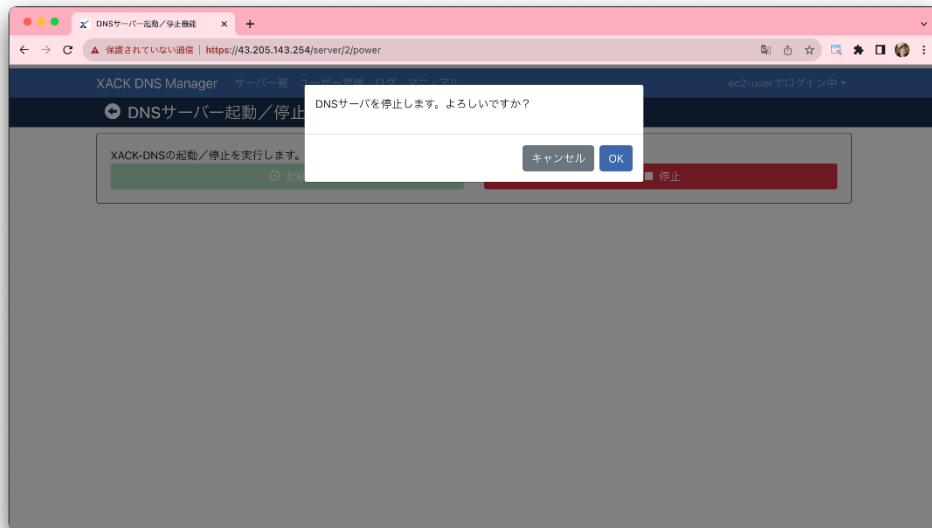 DNSサーバー起動／停止機能
保護されていない通信 | https://43.205.143.254/server/2/power
XACK DNS Manager サーバー一覧 ユーザー管理 ログ マニュアル ec2-userでログイン中
DNSサーバー起動／停止
DNSサーバを停止します。よろしいですか？
キャンセル OK
XACK-DNSの起動／停止を実行します。
停止